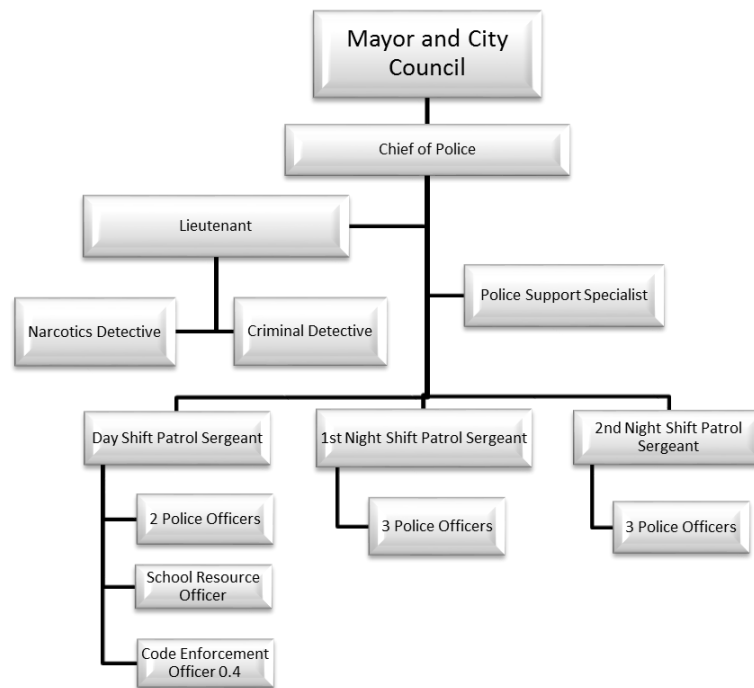 Mayor and City
Council
Chief of Police
Lieutenant
Police Support Specialist
Narcotics Detective
Criminal Detective
Day Shift Patrol Sergeant
1st Night Shift Patrol Sergeant
2nd Night Shift Patrol
Sergeant
2 Police Officers
3 Police Officers
3 Police Officers
School Resource
Officer
Code Enforcement
Officer 0.4